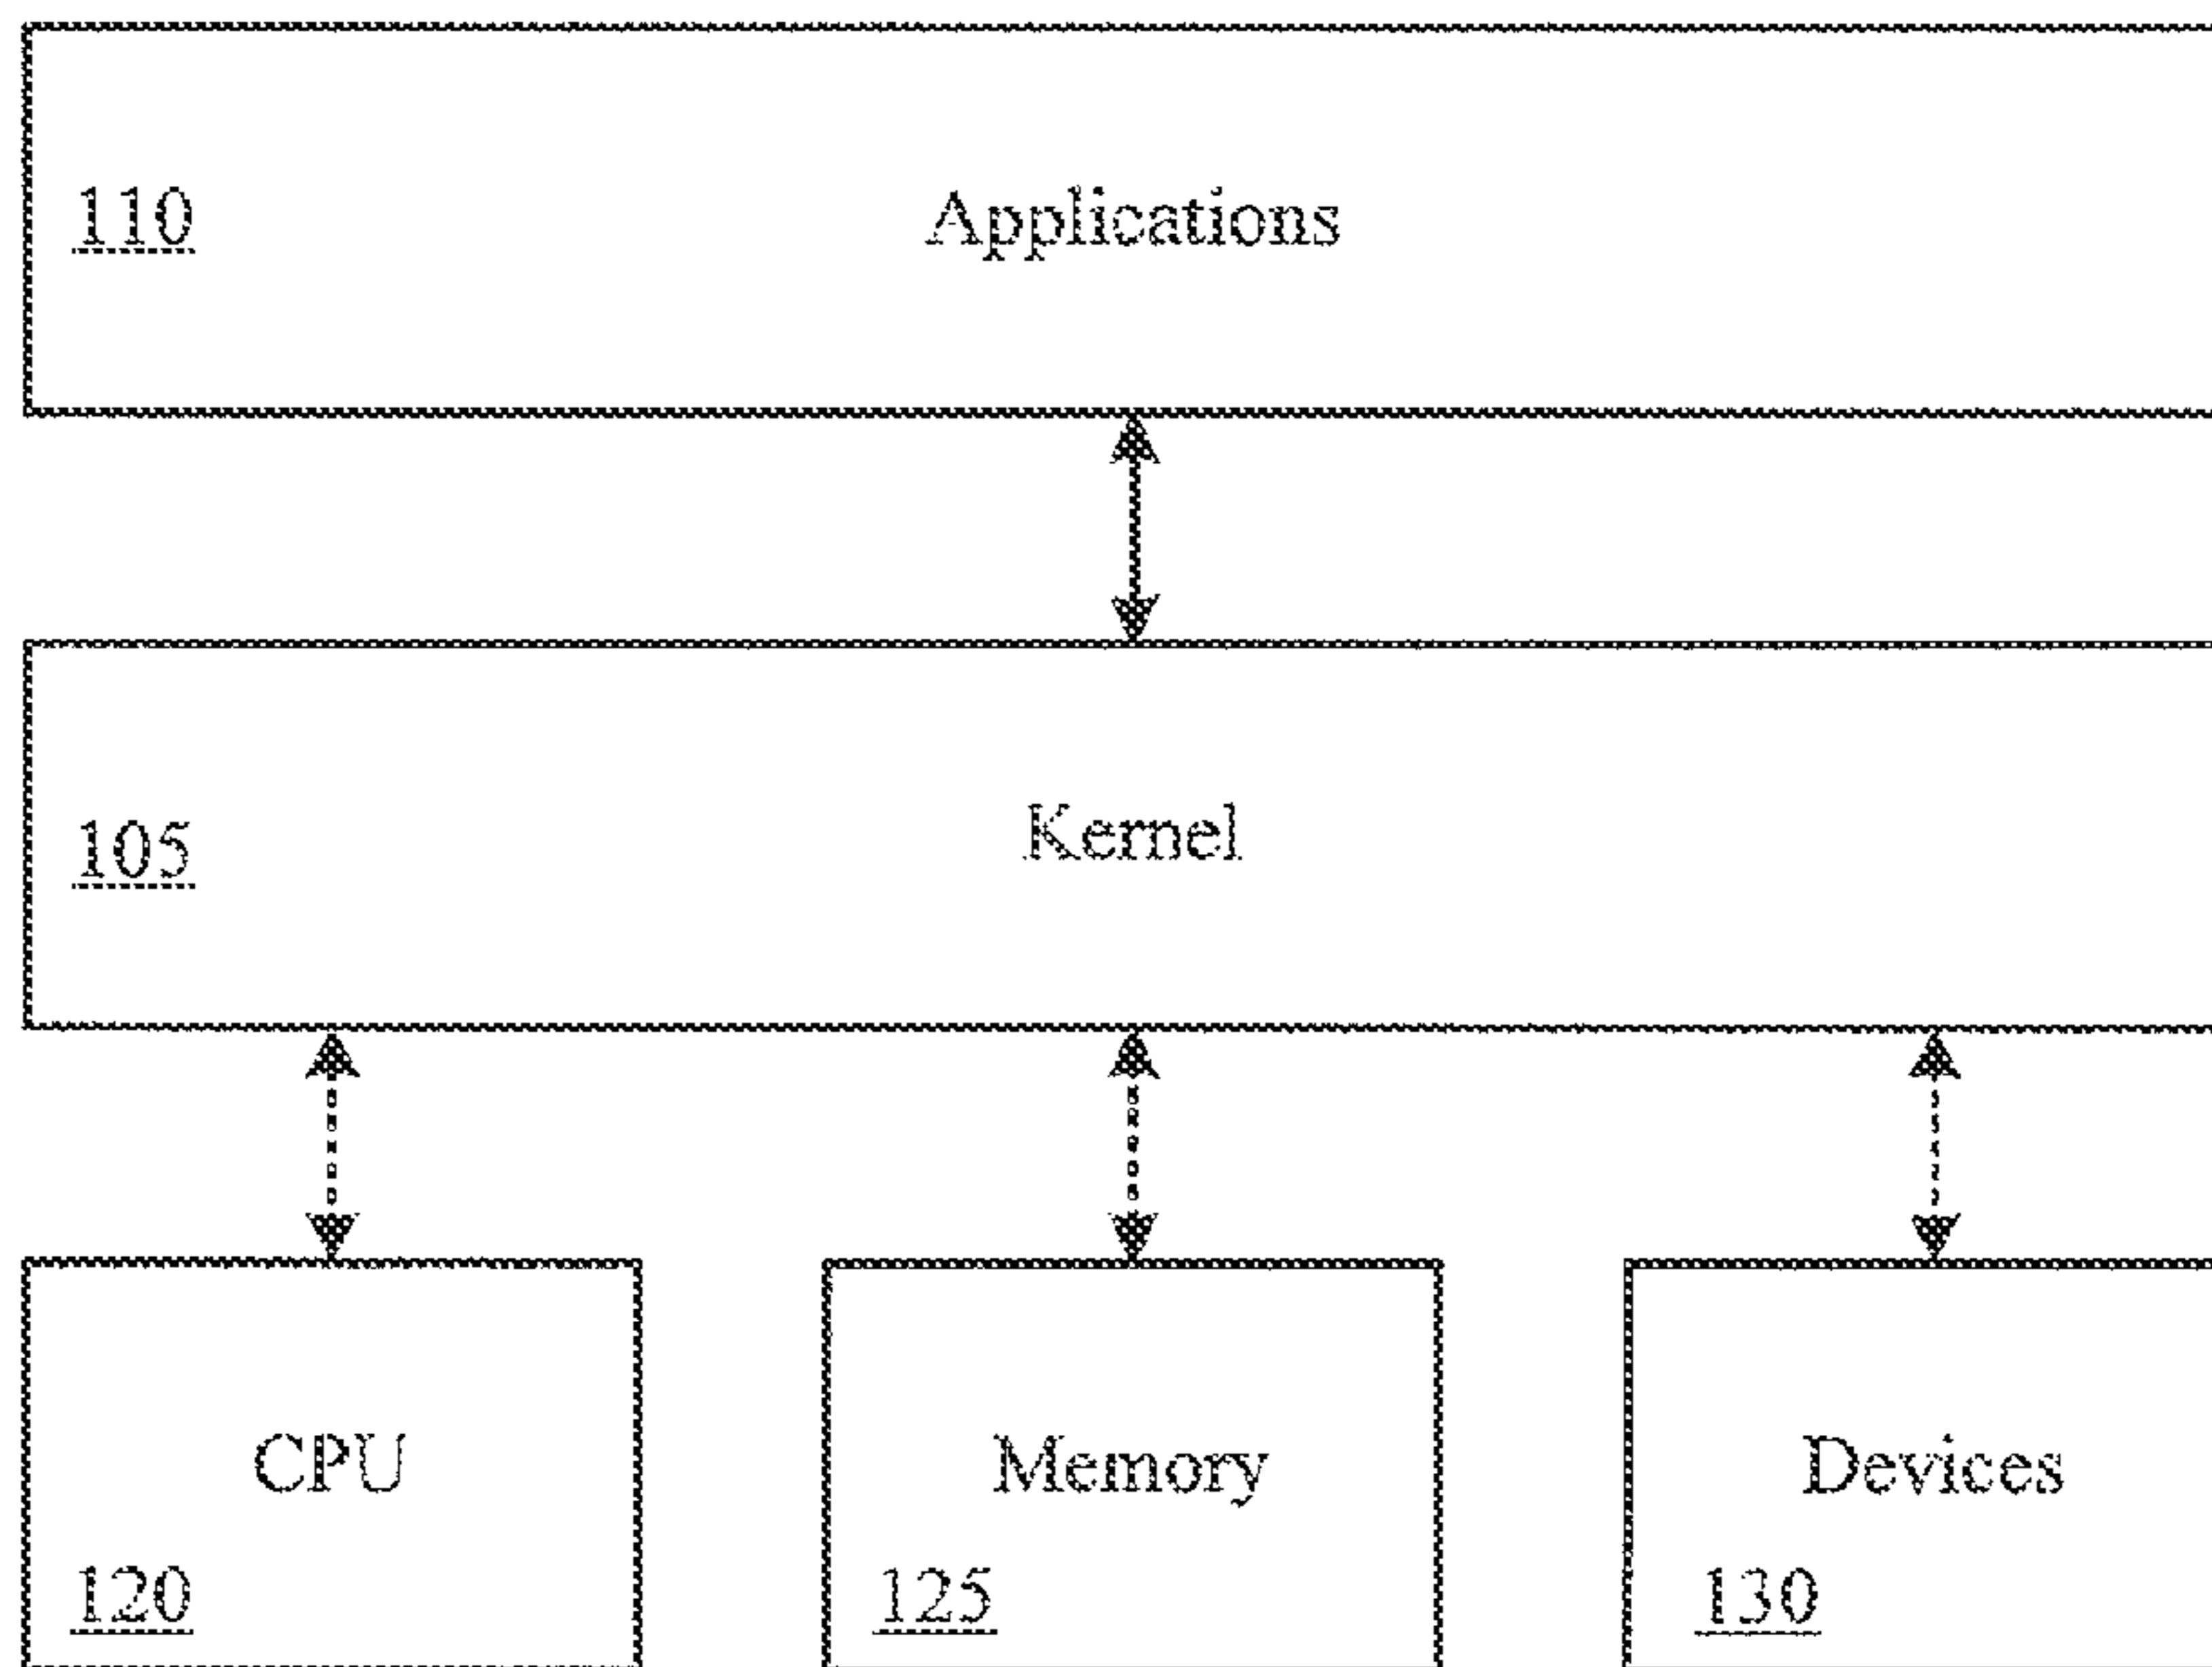 110 Applications
105 Kernel
CPU
120
Memory
125
Devices
130